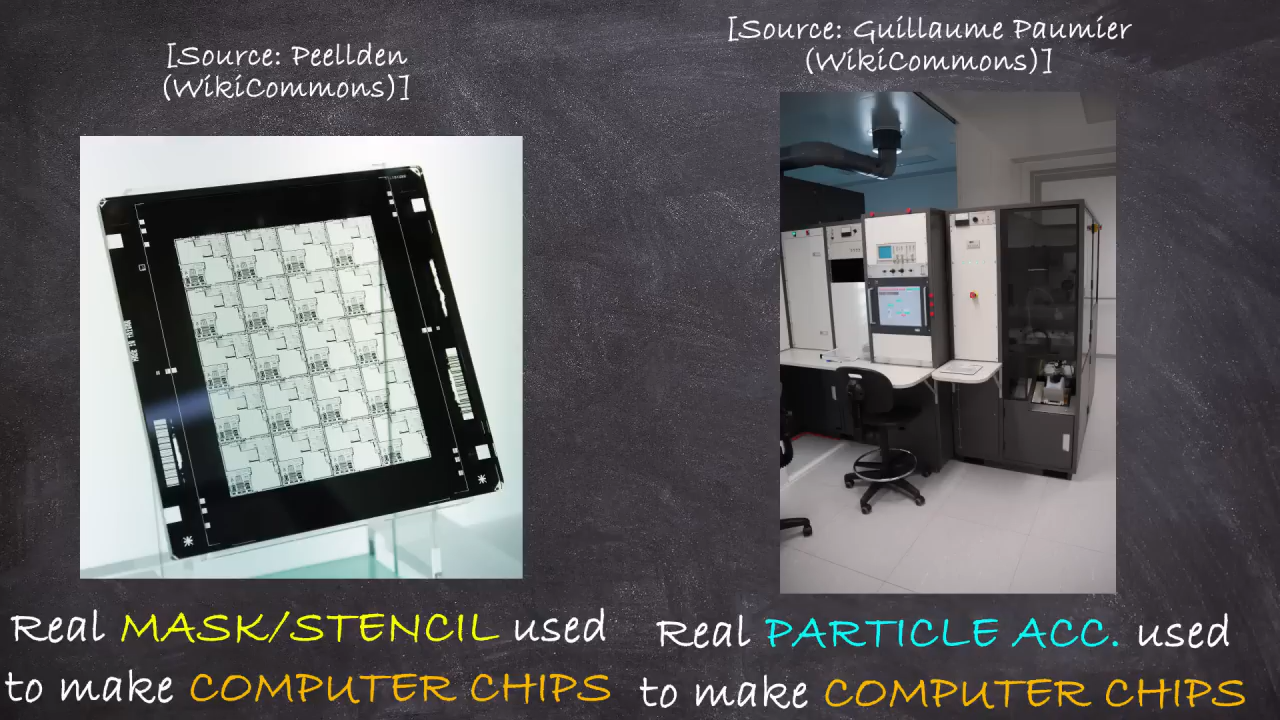 [Source: Peellden
(WikiCommons)]
[Source: Guillaume Paumier
(WikiCommons)]
Real MASK/STENCIL used
to make COMPUTER CHIPS
Real PARTICLE ACC. used
to make COMPUTER CHIPS